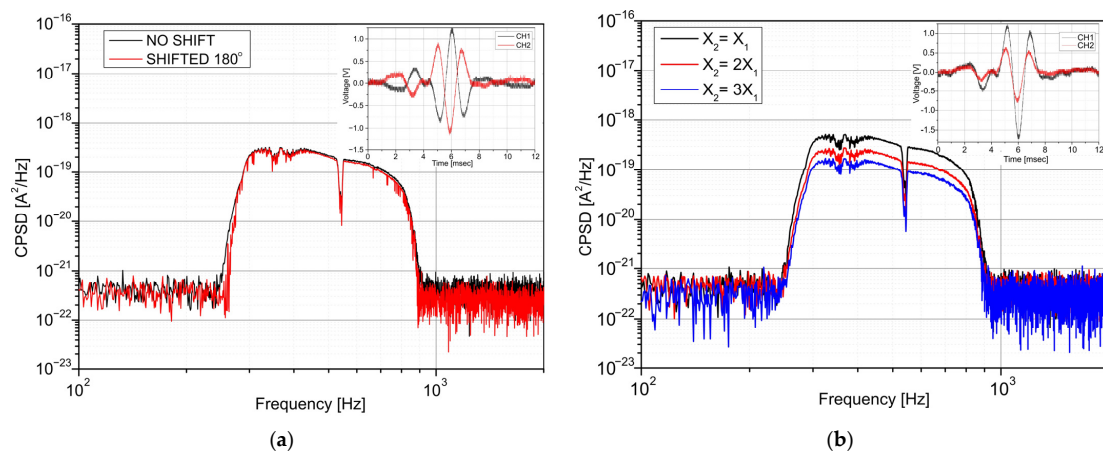 10⁻¹⁶
10⁻¹⁷
10⁻¹⁸
10⁻¹⁹
10⁻²⁰
10⁻²¹
10⁻²²
10⁻²³
CPSD [A²/Hz]
NO SHIFT
SHIFTED 180°
1.0
0.5
0.0
-0.5
-1.0
-1.5
Voltage [V]
CH1
CH2
0 2 4 6 8 10 12
Time [msec]
10² 10³
Frequency [Hz]
(a)
10⁻¹⁶
10⁻¹⁷
10⁻¹⁸
10⁻¹⁹
10⁻²⁰
10⁻²¹
10⁻²²
10⁻²³
CPSD [A²/Hz]
X₂= X₁
X₂= 2X₁
X₂= 3X₁
1.0
0.5
0.0
-0.5
-1.0
-1.5
Voltage [V]
CH1
CH2
0 2 4 6 8 10 12
Time [msec]
10² 10³
Frequency [Hz]
(b)